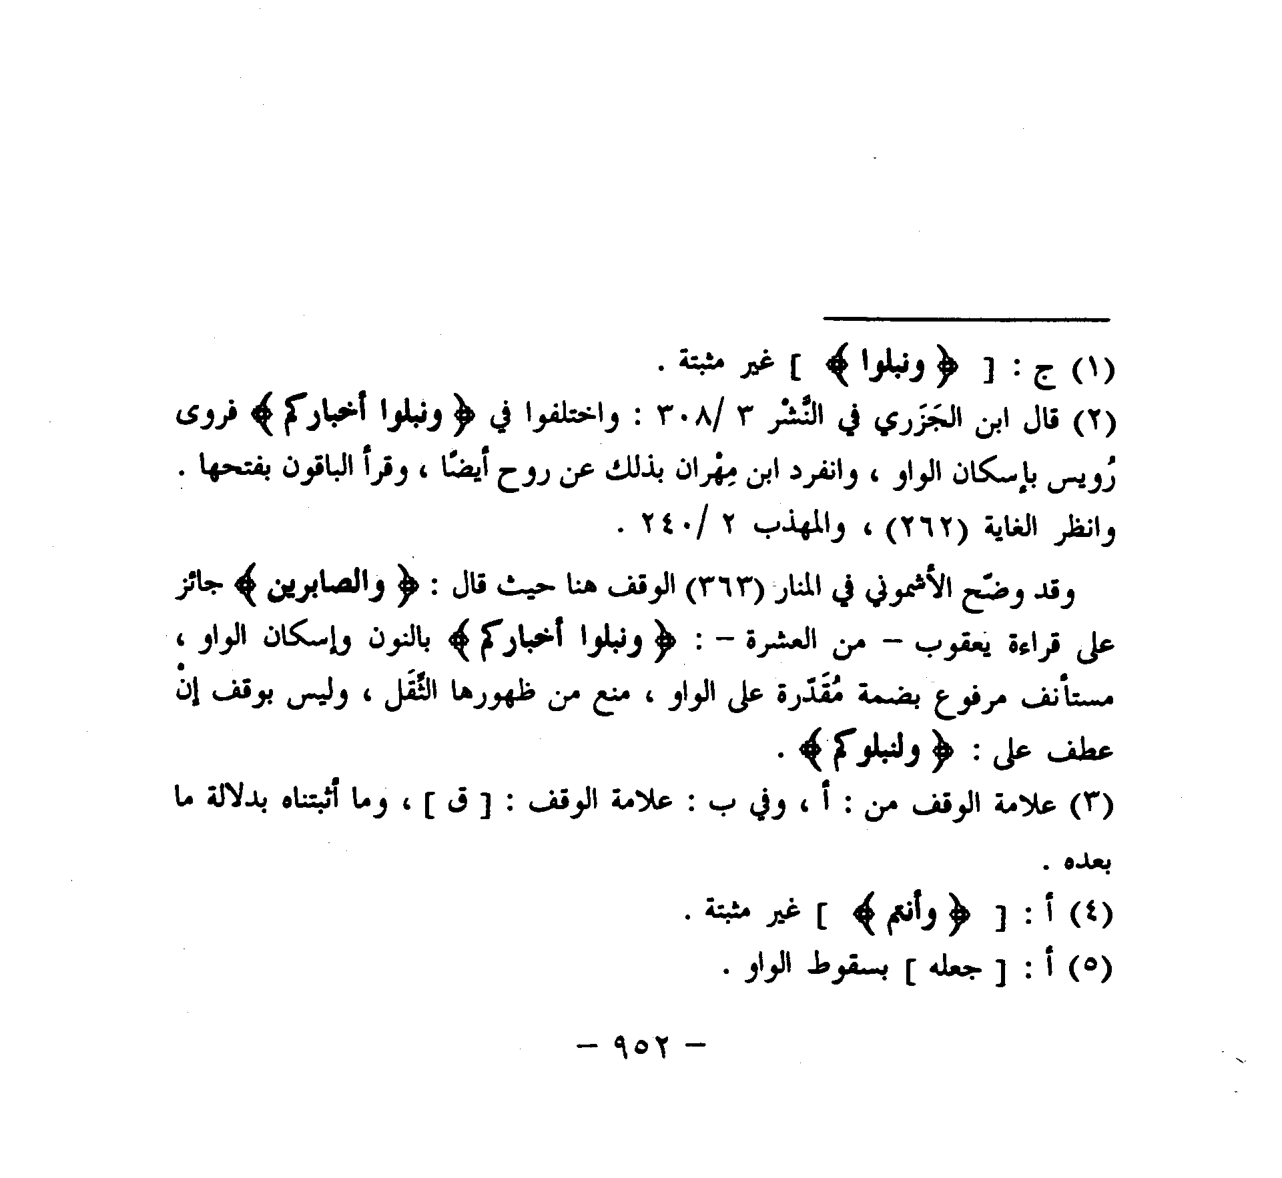 (١) ج : [ ﴿ ونبلوا ﴾ ] غير مثبتة .
(٢) قال ابن الجَزَري في النَّشْر ٣ /٣٠٨ : واختلفوا في ﴿ ونبلوا أخباركم ﴾ فروى
رُويس بإسكان الواو ، وانفرد ابن مِهْران بذلك عن روح أيضًا ، وقرأ الباقون بفتحها .
وانظر الغاية (٢٦٢) ، والمهذب ٢ /٢٤٠ .
وقد وضّح الأشموني في المنار (٣٦٣) الوقف هنا حيث قال : ﴿ والصابرين ﴾ جائز
على قراءة يعقوب – من العشرة – : ﴿ ونبلوا أخباركم ﴾ بالنون وإسكان الواو ،
مستأنف مرفوع بضمة مُقَدّرة على الواو ، منع من ظهورها الثَّقَل ، وليس بوقف إنْ
عطف على : ﴿ ولنبلوكم ﴾ .
(٣) علامة الوقف من : أ ، وفي ب : علامة الوقف : [ ق ] ، وما أثبتناه بدلالة ما
بعده .
(٤) أ : [ ﴿ وأنتم ﴾ ] غير مثبتة .
(٥) أ : [ جعله ] بسقوط الواو .
– ٩٥٢ –